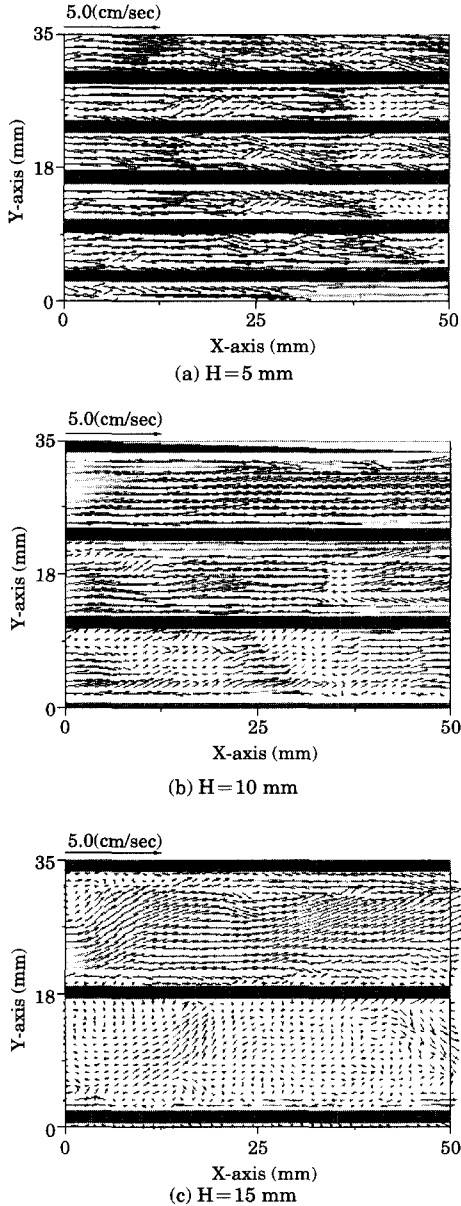 5.0(cm/sec)
35
18
0
Y-axis (mm)
0 25 50
X-axis (mm)
(a) H=5 mm
5.0(cm/sec)
35
18
0
Y-axis (mm)
0 25 50
X-axis (mm)
(b) H=10 mm
5.0(cm/sec)
35
18
0
Y-axis (mm)
0 25 50
X-axis (mm)
(c) H=15 mm